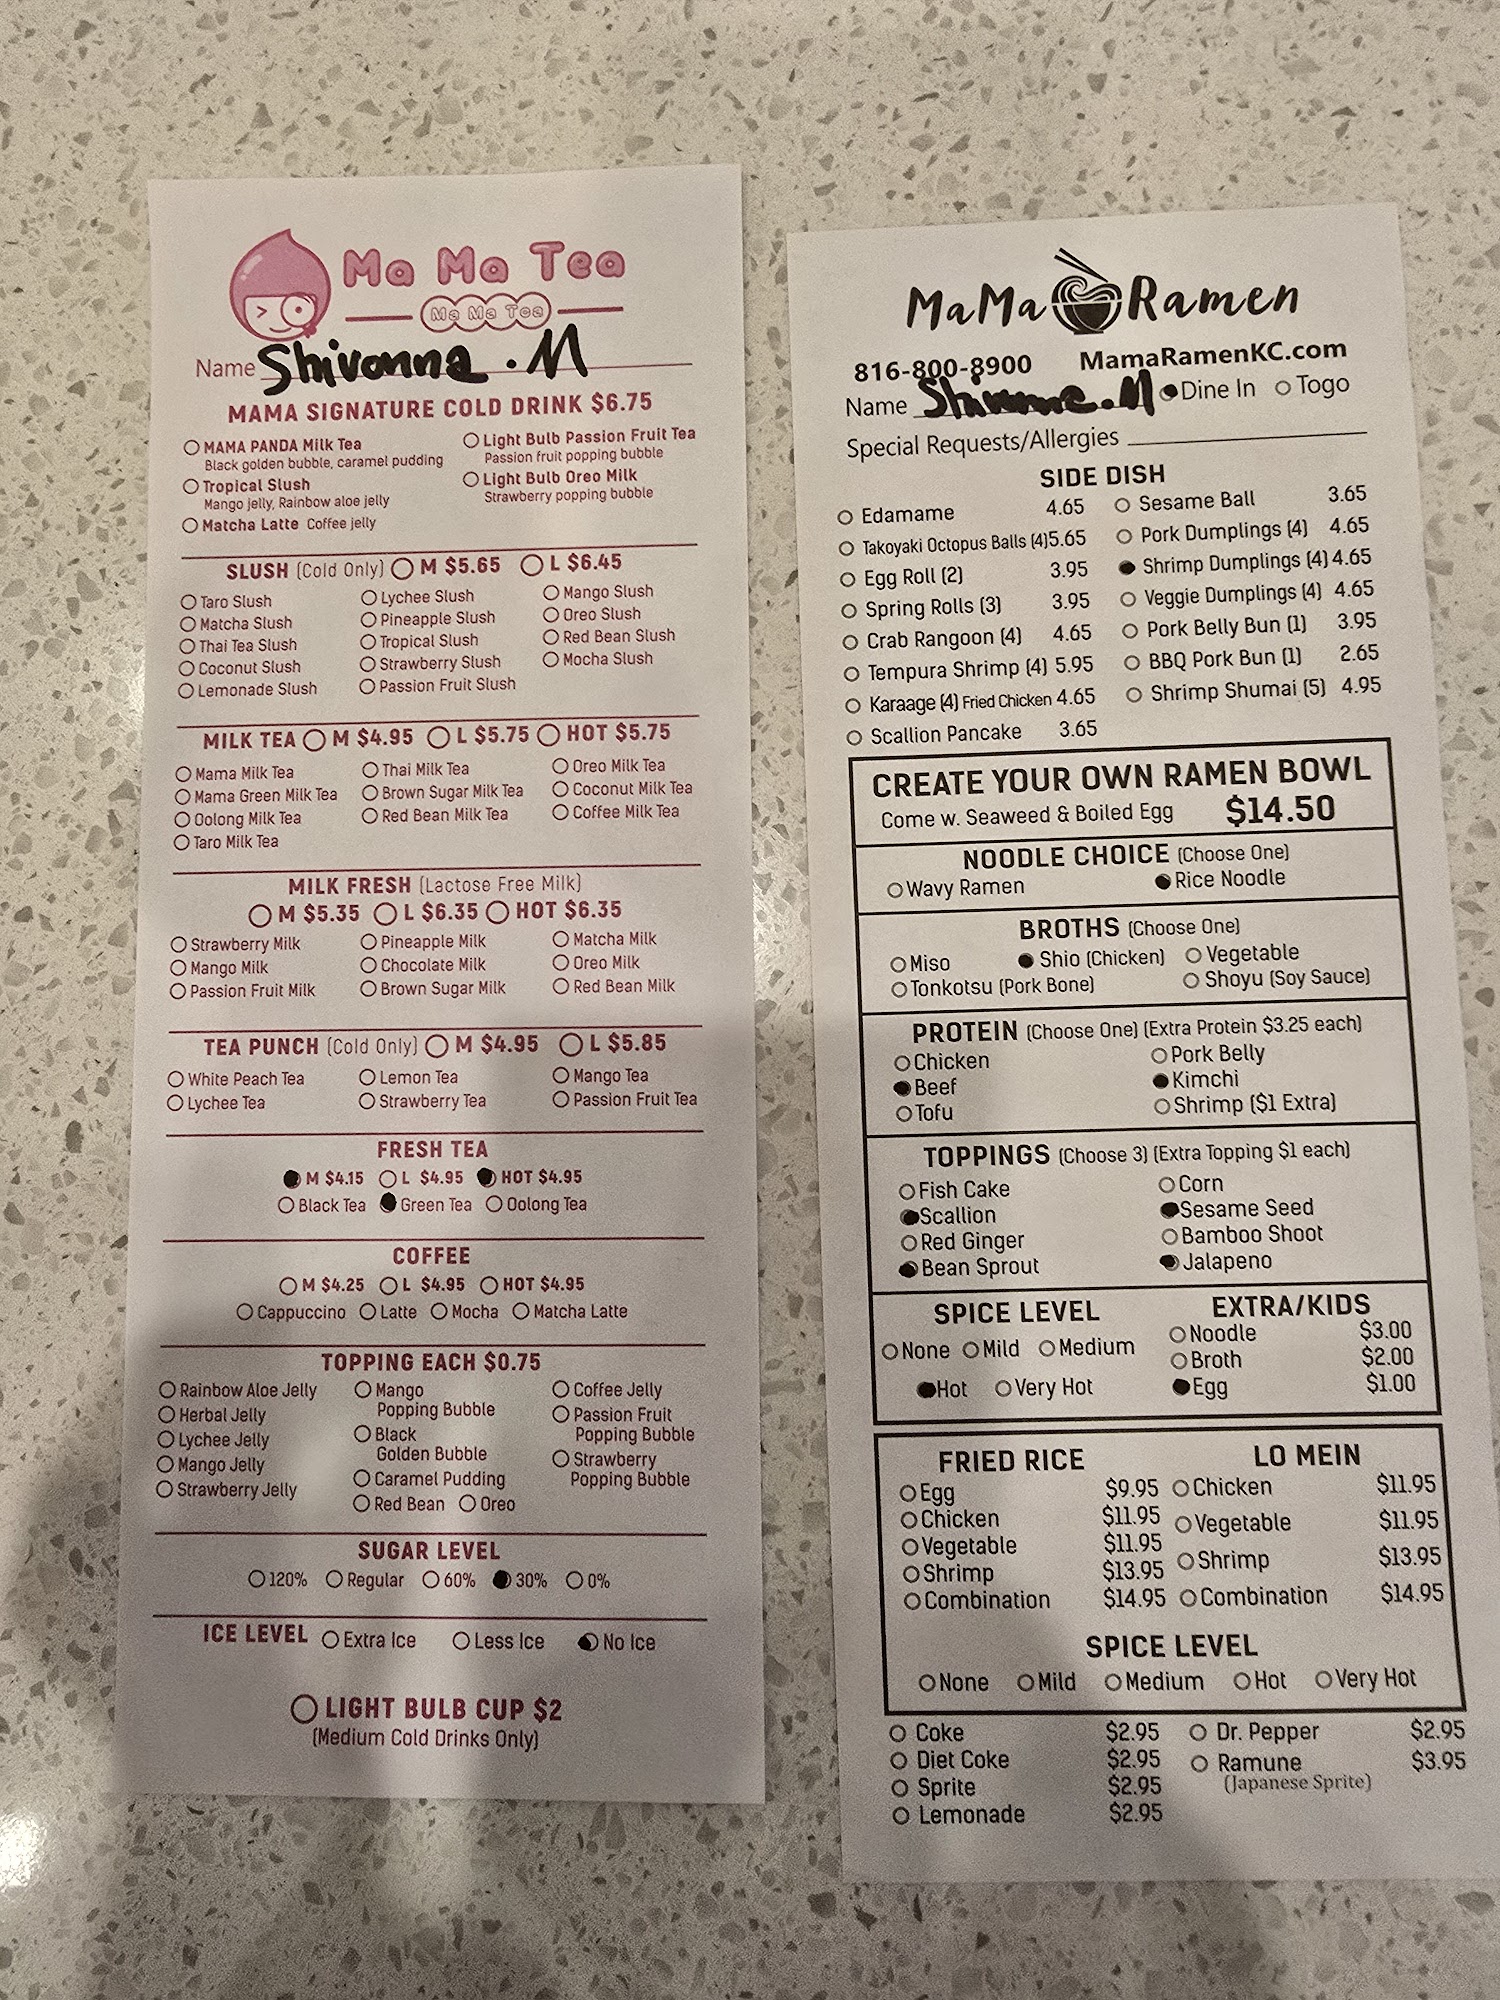 Ma Ma Tea
Ma Ma Tea
Name Shivonna . M
MAMA SIGNATURE COLD DRINK $6.75
MAMA PANDA Milk Tea
Black golden bubble, caramel pudding
Tropical Slush
Mango jelly, Rainbow aloe jelly
Matcha Latte Coffee jelly
Light Bulb Passion Fruit Tea
Passion fruit popping bubble
Light Bulb Oreo Milk
Strawberry popping bubble
SLUSH (Cold Only) M $5.65 L $6.45
Taro Slush Lychee Slush Mango Slush
Matcha Slush Pineapple Slush Oreo Slush
Thai Tea Slush Tropical Slush Red Bean Slush
Coconut Slush Strawberry Slush Mocha Slush
Lemonade Slush Passion Fruit Slush
MILK TEA M $4.95 L $5.75 HOT $5.75
Mama Milk Tea Thai Milk Tea Oreo Milk Tea
Mama Green Milk Tea Brown Sugar Milk Tea Coconut Milk Tea
Oolong Milk Tea Red Bean Milk Tea Coffee Milk Tea
Taro Milk Tea
MILK FRESH (Lactose Free Milk)
M $5.35 L $6.35 HOT $6.35
Strawberry Milk Pineapple Milk Matcha Milk
Mango Milk Chocolate Milk Oreo Milk
Passion Fruit Milk Brown Sugar Milk Red Bean Milk
TEA PUNCH (Cold Only) M $4.95 L $5.85
White Peach Tea Lemon Tea Mango Tea
Lychee Tea Strawberry Tea Passion Fruit Tea
FRESH TEA
M $4.15 L $4.95 HOT $4.95
Black Tea Green Tea Oolong Tea
COFFEE
M $4.25 L $4.95 HOT $4.95
Cappuccino Latte Mocha Matcha Latte
TOPPING EACH $0.75
Rainbow Aloe Jelly
Herbal Jelly
Lychee Jelly
Mango Jelly
Strawberry Jelly
Mango
Popping Bubble
Black
Golden Bubble
Caramel Pudding
Red Bean Oreo
Coffee Jelly
Passion Fruit
Popping Bubble
Strawberry
Popping Bubble
SUGAR LEVEL
120% Regular 60% 30% 0%
ICE LEVEL Extra Ice Less Ice No Ice
LIGHT BULB CUP $2
(Medium Cold Drinks Only)
MaMa Ramen
816-800-8900 MamaRamenKC.com
Name Shivonna . M Dine In Togo
Special Requests/Allergies
SIDE DISH
Edamame 4.65
Takoyaki Octopus Balls (4) 5.65
Egg Roll (2) 3.95
Spring Rolls (3) 3.95
Crab Rangoon (4) 4.65
Tempura Shrimp (4) 5.95
Karaage (4) Fried Chicken 4.65
Scallion Pancake 3.65
Sesame Ball 3.65
Pork Dumplings (4) 4.65
Shrimp Dumplings (4) 4.65
Veggie Dumplings (4) 4.65
Pork Belly Bun (1) 3.95
BBQ Pork Bun (1) 2.65
Shrimp Shumai (5) 4.95
CREATE YOUR OWN RAMEN BOWL
Come w. Seaweed & Boiled Egg $14.50
NOODLE CHOICE (Choose One)
Wavy Ramen Rice Noodle
BROTHS (Choose One)
Miso Shio (Chicken) Vegetable
Tonkotsu (Pork Bone) Shoyu (Soy Sauce)
PROTEIN (Choose One) (Extra Protein $3.25 each)
Chicken Pork Belly
Beef Kimchi
Tofu Shrimp ($1 Extra)
TOPPINGS (Choose 3) (Extra Topping $1 each)
Fish Cake Corn
Scallion Sesame Seed
Red Ginger Bamboo Shoot
Bean Sprout Jalapeno
SPICE LEVEL
None Mild Medium
Hot Very Hot
EXTRA/KIDS
Noodle $3.00
Broth $2.00
Egg $1.00
FRIED RICE
Egg $9.95
Chicken $11.95
Vegetable $11.95
Shrimp $13.95
Combination $14.95
LO MEIN
Chicken $11.95
Vegetable $11.95
Shrimp $13.95
Combination $14.95
SPICE LEVEL
None Mild Medium Hot Very Hot
Coke $2.95
Diet Coke $2.95
Sprite $2.95
Lemonade $2.95
Dr. Pepper $2.95
Ramune $3.95
(Japanese Sprite)